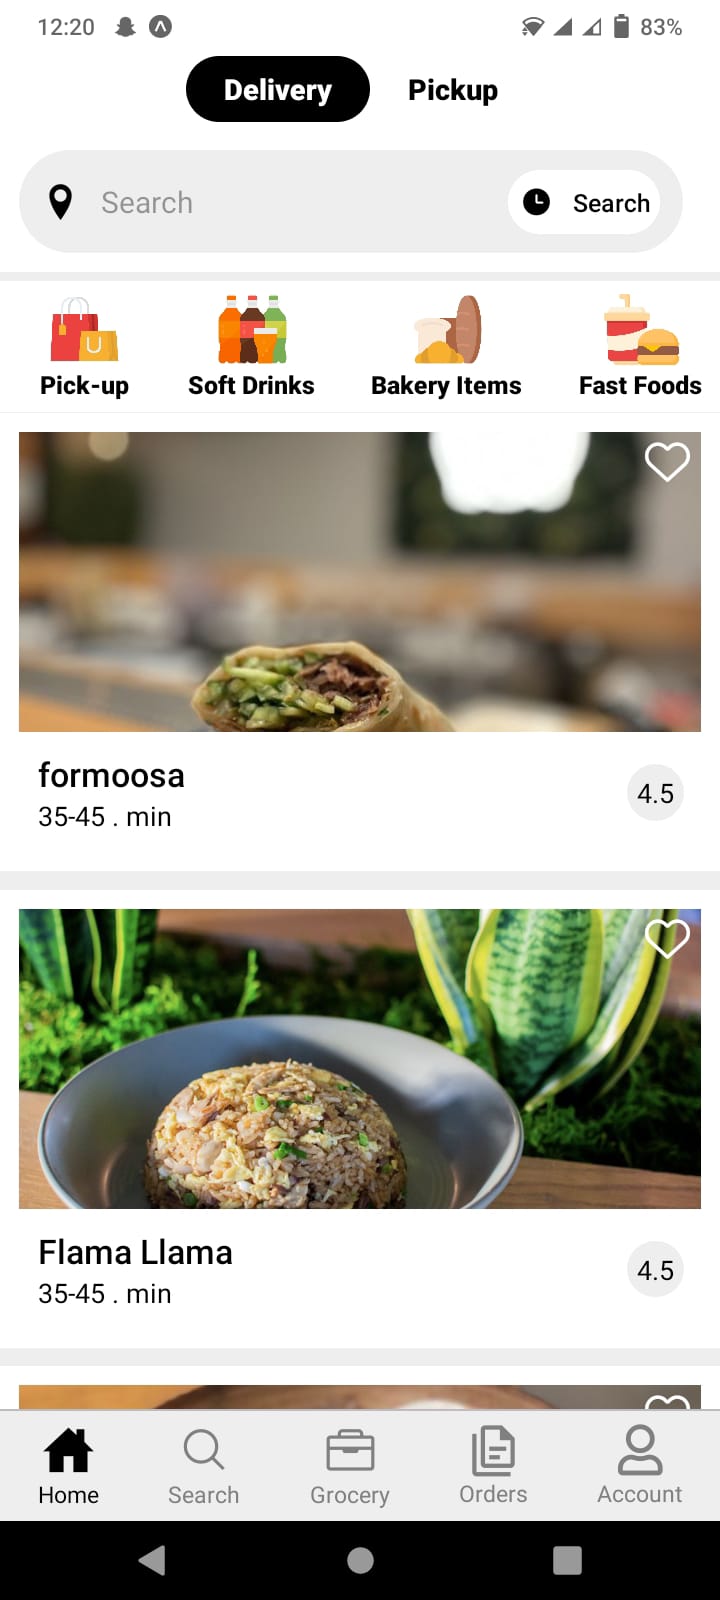 12:20 83%
Delivery Pickup
Search Search
Pick-up Soft Drinks Bakery Items Fast Foods
formoosa
35-45 . min
4.5
Flama Llama
35-45 . min
4.5
Home Search Grocery Orders Account